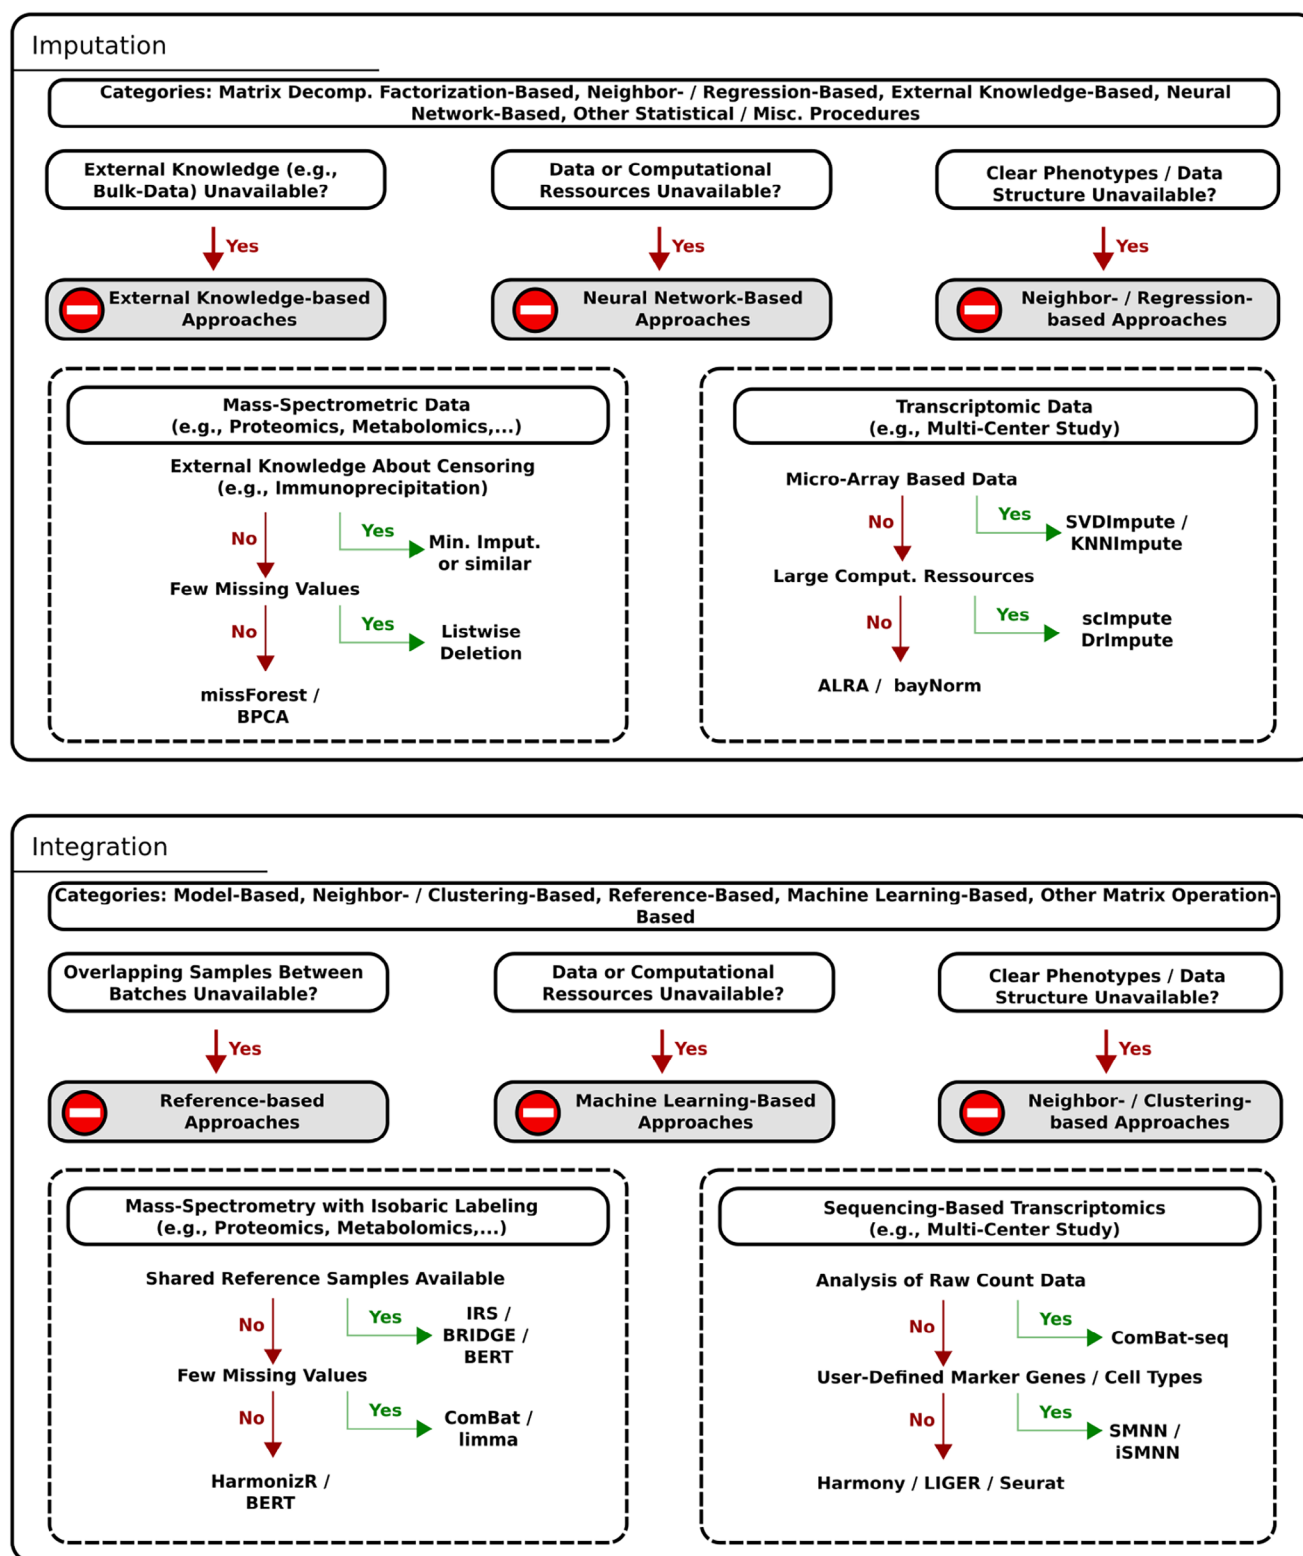 Imputation
Categories: Matrix Decomp. Factorization-Based, Neighbor- / Regression-Based, External Knowledge-Based, Neural
Network-Based, Other Statistical / Misc. Procedures
External Knowledge (e.g.,
Bulk-Data) Unavailable?
Data or Computational
Ressources Unavailable?
Clear Phenotypes / Data
Structure Unavailable?
Yes
Yes
Yes
External Knowledge-based
Approaches
Neural Network-Based
Approaches
Neighbor- / Regression-
based Approaches
Mass-Spectrometric Data
(e.g., Proteomics, Metabolomics,...)
External Knowledge About Censoring
(e.g., Immunoprecipitation)
No
Yes
Min. Imput.
or similar
Few Missing Values
No
Yes
Listwise
Deletion
missForest /
BPCA
Transcriptomic Data
(e.g., Multi-Center Study)
Micro-Array Based Data
No
Yes
SVDImpute /
KNNImpute
Large Comput. Ressources
No
Yes
scImpute
DrImpute
ALRA / bayNorm
Integration
Categories: Model-Based, Neighbor- / Clustering-Based, Reference-Based, Machine Learning-Based, Other Matrix Operation-
Based
Overlapping Samples Between
Batches Unavailable?
Data or Computational
Ressources Unavailable?
Clear Phenotypes / Data
Structure Unavailable?
Yes
Yes
Yes
Reference-based
Approaches
Machine Learning-Based
Approaches
Neighbor- / Clustering-
based Approaches
Mass-Spectrometry with Isobaric Labeling
(e.g., Proteomics, Metabolomics,...)
Shared Reference Samples Available
No
Yes
IRS /
BRIDGE /
BERT
Few Missing Values
No
Yes
ComBat /
limma
HarmonizR /
BERT
Sequencing-Based Transcriptomics
(e.g., Multi-Center Study)
Analysis of Raw Count Data
No
Yes
ComBat-seq
User-Defined Marker Genes / Cell Types
No
Yes
SMNN /
iSMNN
Harmony / LIGER / Seurat